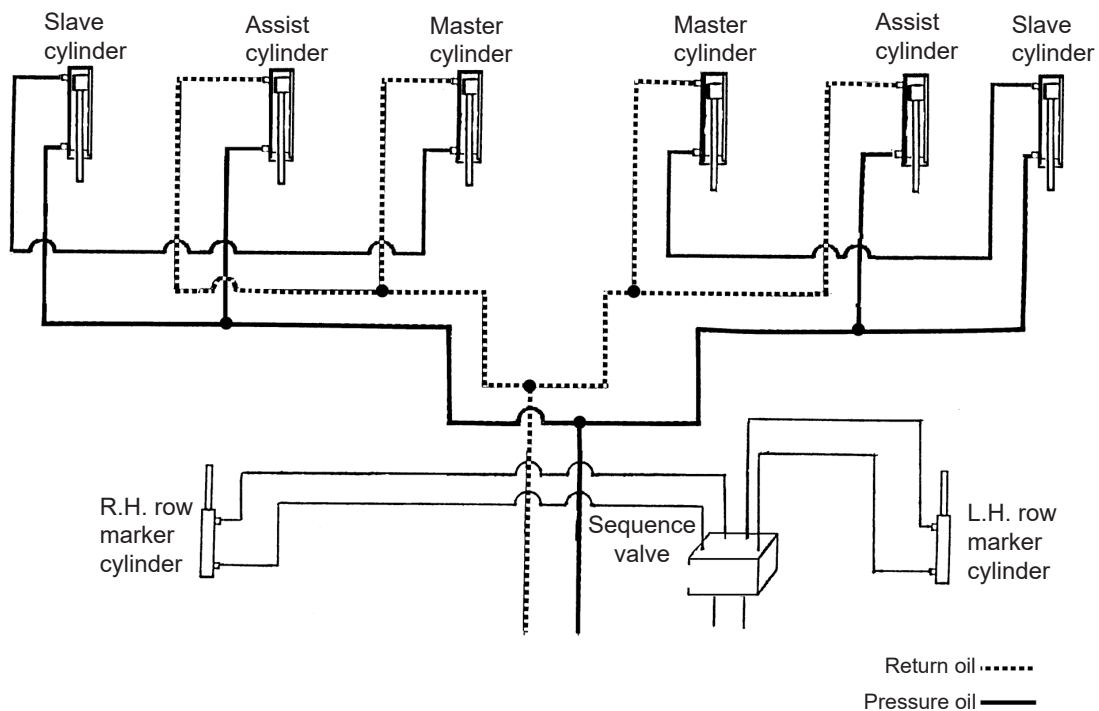 Slave
cylinder
Assist
cylinder
Master
cylinder
Master
cylinder
Assist
cylinder
Slave
cylinder
R.H. row
marker
cylinder
Sequence
valve
L.H. row
marker
cylinder
Return oil
Pressure oil